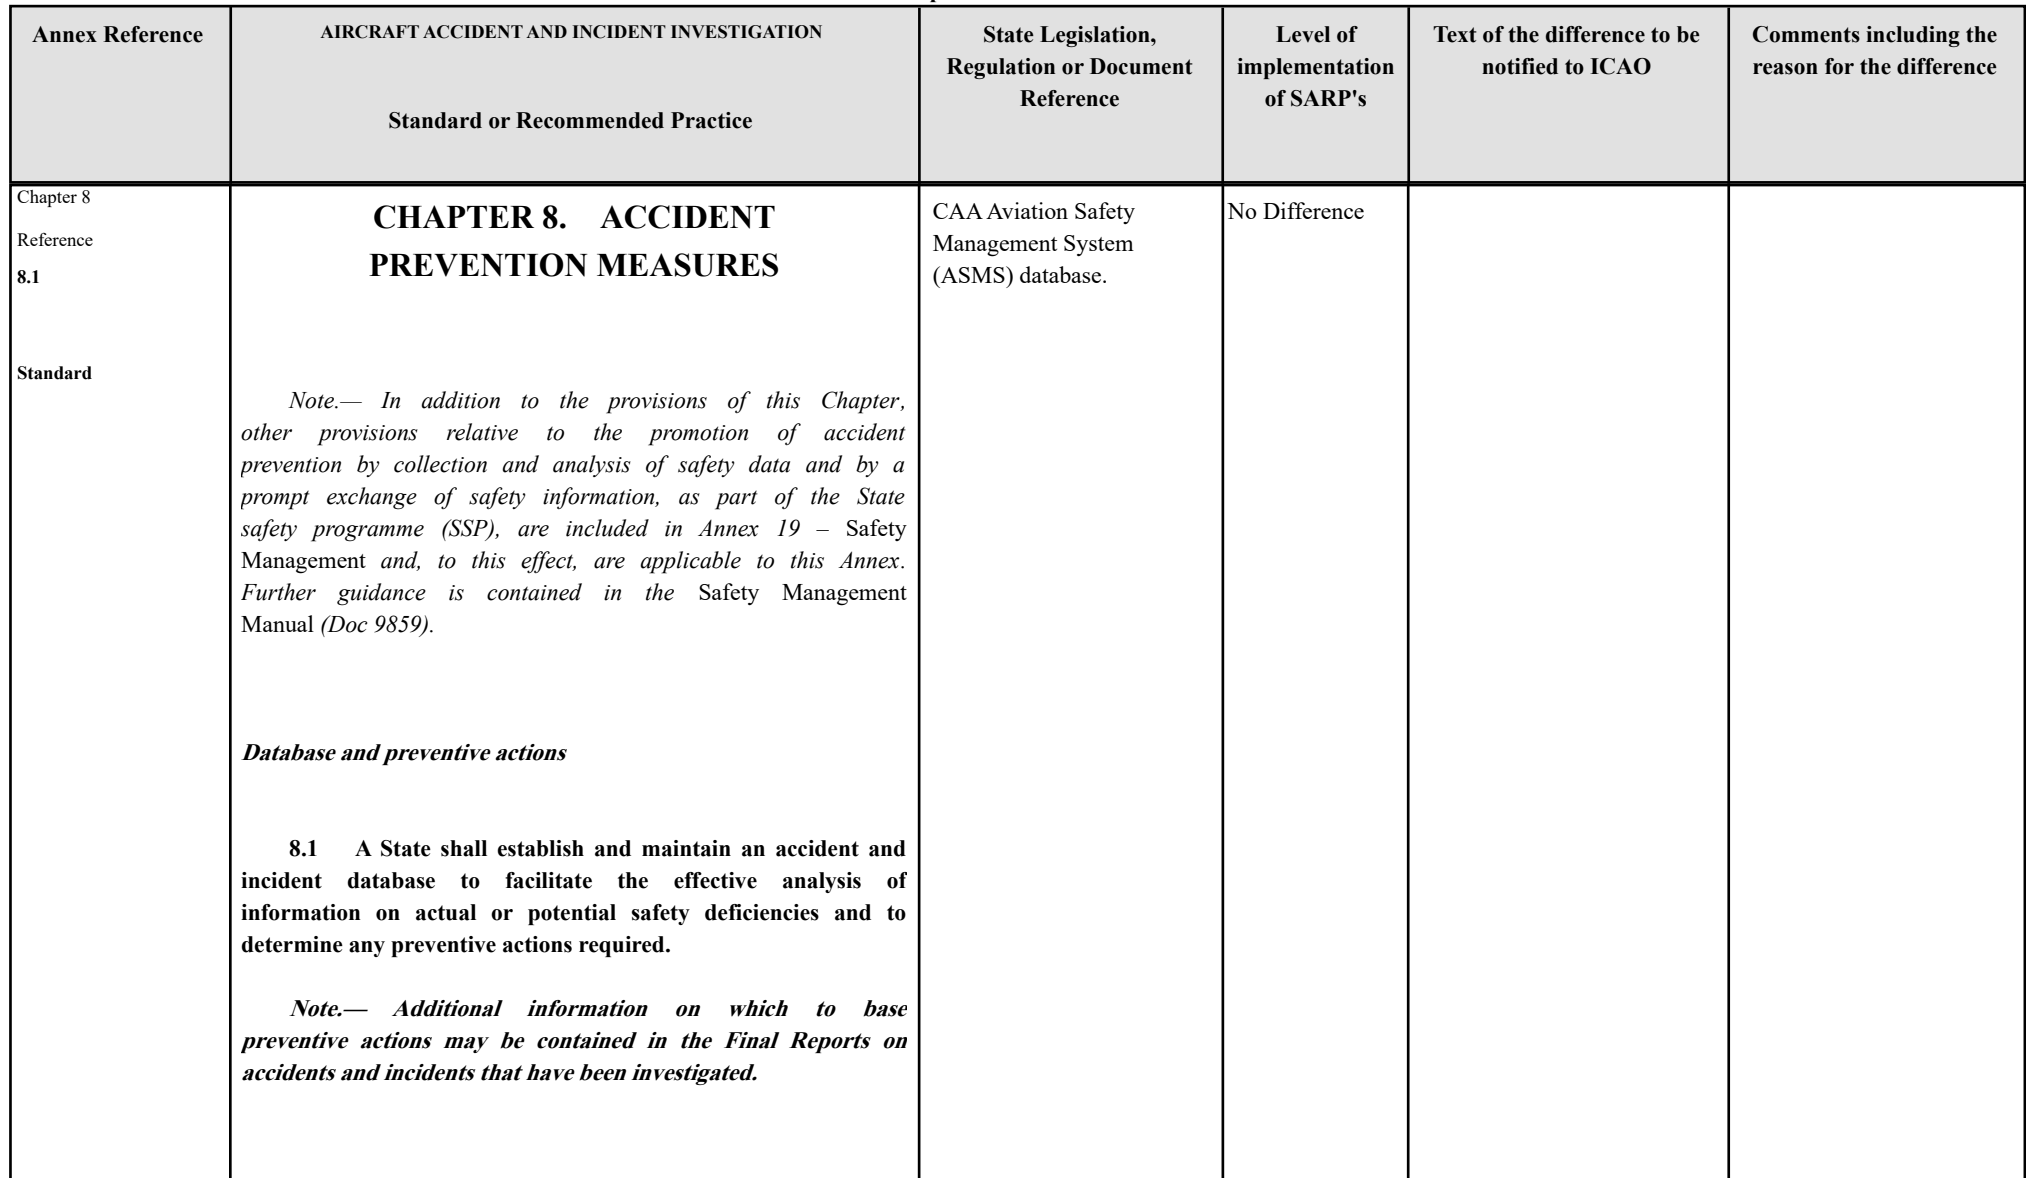 Annex Reference
AIRCRAFT ACCIDENT AND INCIDENT INVESTIGATION
Standard or Recommended Practice
State Legislation,
Regulation or Document
Reference
Level of
implementation
of SARP's
Text of the difference to be
notified to ICAO
Comments including the
reason for the difference
Chapter 8
Reference
8.1
Standard
CHAPTER 8. ACCIDENT
PREVENTION MEASURES
Note.— In addition to the provisions of this Chapter,
other provisions relative to the promotion of accident
prevention by collection and analysis of safety data and by a
prompt exchange of safety information, as part of the State
safety programme (SSP), are included in Annex 19 – Safety
Management and, to this effect, are applicable to this Annex.
Further guidance is contained in the Safety Management
Manual (Doc 9859).
Database and preventive actions
8.1 A State shall establish and maintain an accident and
incident database to facilitate the effective analysis of
information on actual or potential safety deficiencies and to
determine any preventive actions required.
Note.— Additional information on which to base
preventive actions may be contained in the Final Reports on
accidents and incidents that have been investigated.
CAA Aviation Safety
Management System
(ASMS) database.
No Difference